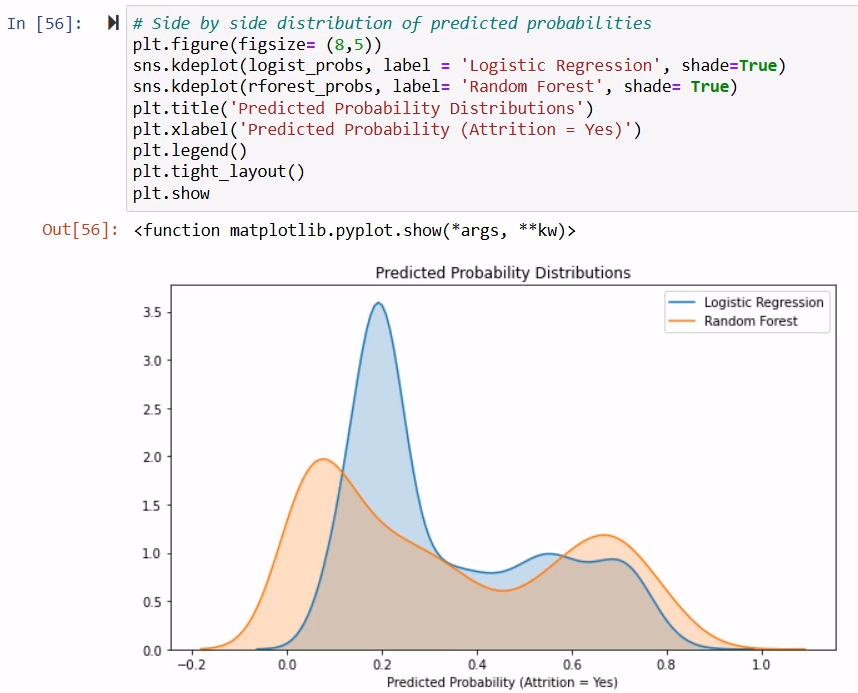 In [56]:
# Side by side distribution of predicted probabilities
plt.figure(figsize= (8,5))
sns.kdeplot(logist_probs, label = 'Logistic Regression', shade=True)
sns.kdeplot(rforest_probs, label= 'Random Forest', shade= True)
plt.title('Predicted Probability Distributions')
plt.xlabel('Predicted Probability (Attrition = Yes)')
plt.legend()
plt.tight_layout()
plt.show
Out[56]: <function matplotlib.pyplot.show(*args, **kw)>
Predicted Probability Distributions
Logistic Regression
Random Forest
3.5
3.0
2.5
2.0
1.5
1.0
0.5
0.0
−0.2 0.0 0.2 0.4 0.6 0.8 1.0
Predicted Probability (Attrition = Yes)